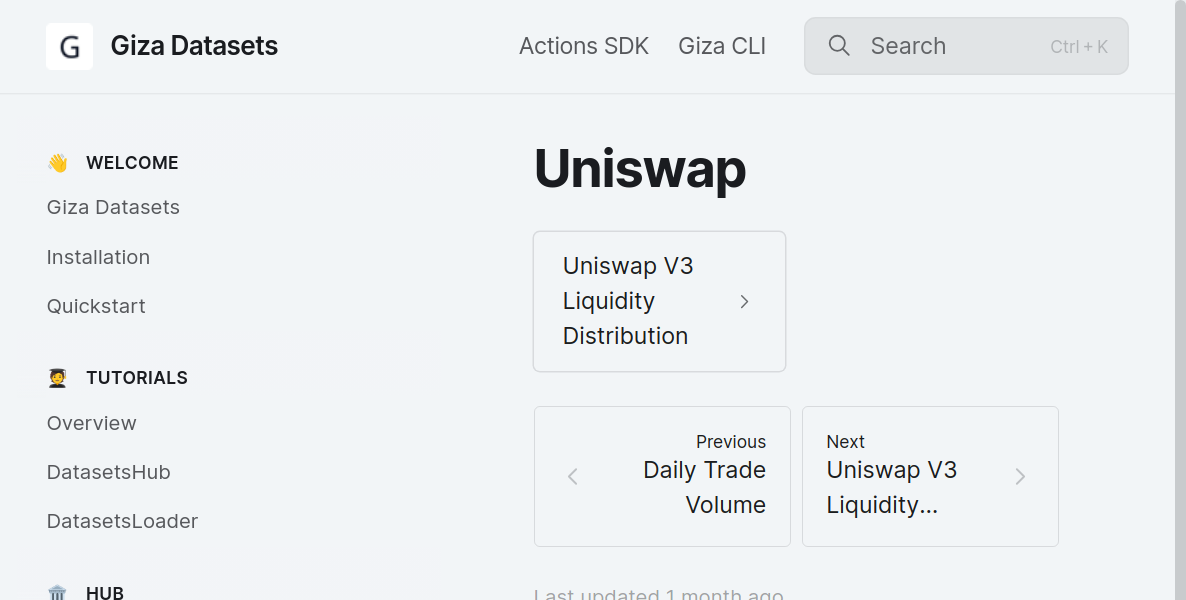 G Giza Datasets Actions SDK Giza CLI Search Ctrl + K
👋 WELCOME
Giza Datasets
Installation
Quickstart
🧑‍🎓 TUTORIALS
Overview
DatasetsHub
DatasetsLoader
🏛️ HUB
Uniswap
Uniswap V3
Liquidity
Distribution
Previous
Daily Trade
Volume
Next
Uniswap V3
Liquidity...
Last updated 1 month ago